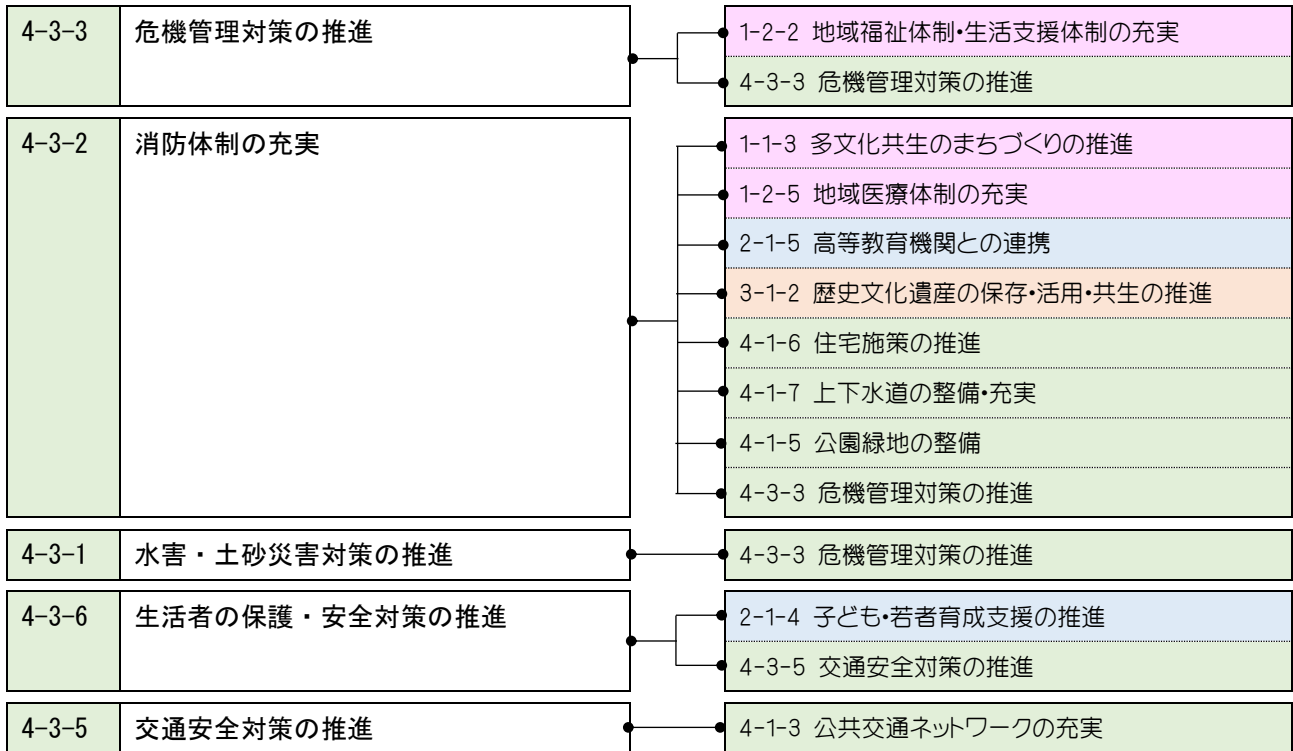 4-3-3 危機管理対策の推進
1-2-2 地域福祉体制・生活支援体制の充実
4-3-3 危機管理対策の推進
4-3-2 消防体制の充実
1-1-3 多文化共生のまちづくりの推進
1-2-5 地域医療体制の充実
2-1-5 高等教育機関との連携
3-1-2 歴史文化遺産の保存・活用・共生の推進
4-1-6 住宅施策の推進
4-1-7 上下水道の整備・充実
4-1-5 公園緑地の整備
4-3-3 危機管理対策の推進
4-3-1 水害・土砂災害対策の推進
4-3-3 危機管理対策の推進
4-3-6 生活者の保護・安全対策の推進
2-1-4 子ども・若者育成支援の推進
4-3-5 交通安全対策の推進
4-3-5 交通安全対策の推進
4-1-3 公共交通ネットワークの充実